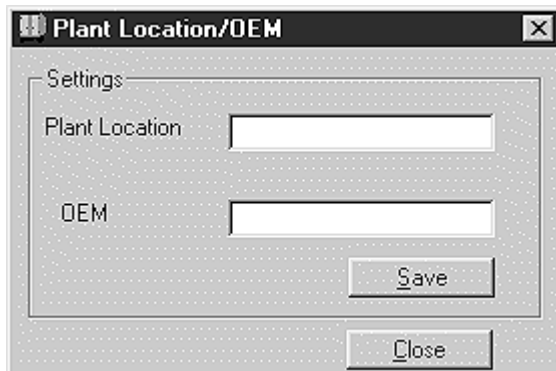 Plant Location/OEM
Settings
Plant Location
OEM
Save
Close